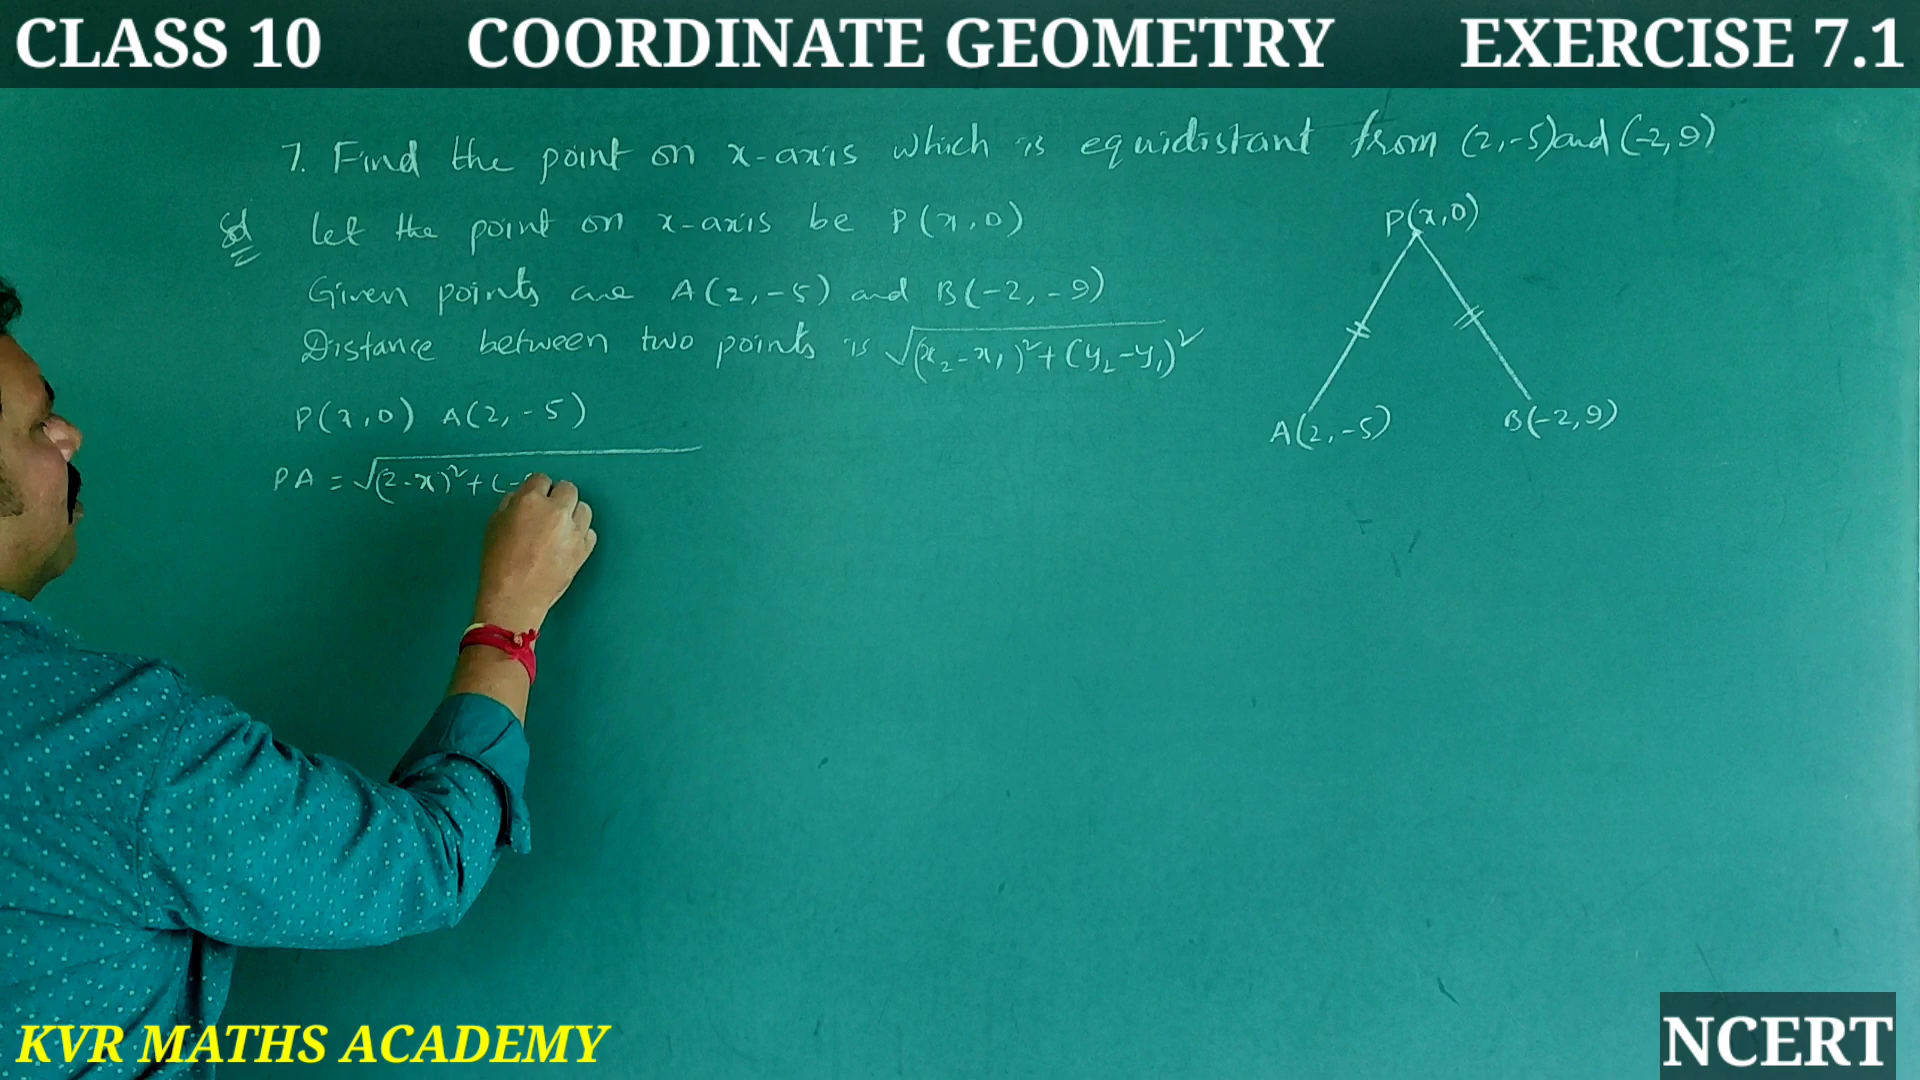 CLASS 10 COORDINATE GEOMETRY EXERCISE 7.1
7. Find the point on x-axis which is equidistant from (2,-5) and (-2, 9)
Sol Let the point on x-axis be P(x, 0)
Given points are A(2, -5) and B(-2, -9)
Distance between two points is √(x₂-x₁)²+(y₂-y₁)²
P(x, 0) A(2, -5)
PA = √(2-x)²+(-
P(x, 0)
A(2, -5)
B(-2, 9)
KVR MATHS ACADEMY
NCERT